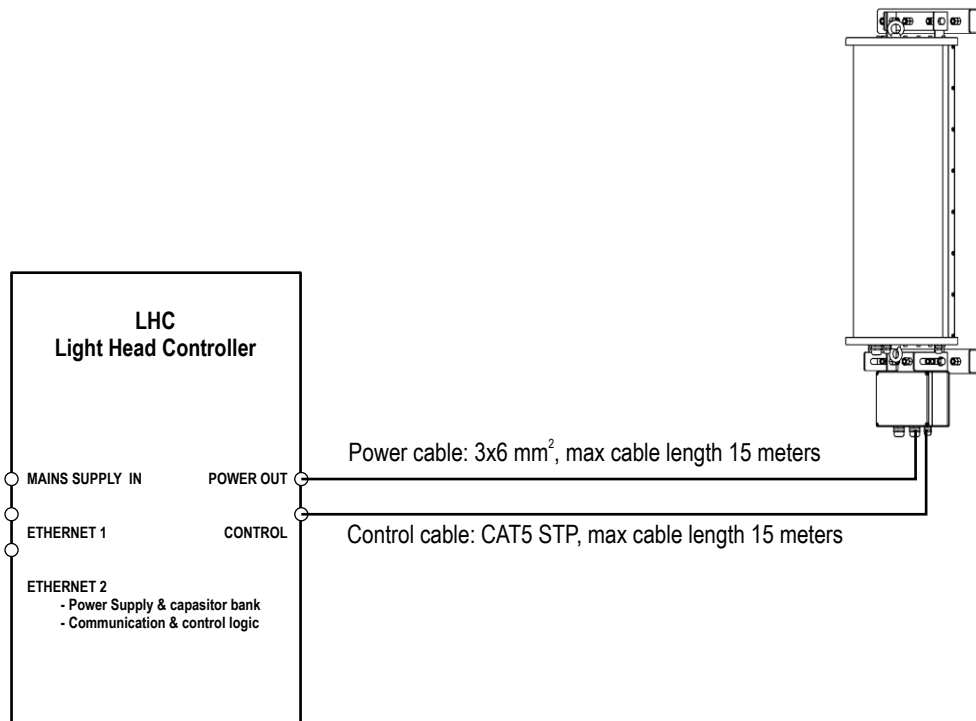 LHC
Light Head Controller
Power cable: 3x6 mm², max cable length 15 meters
MAINS SUPPLY IN
POWER OUT
Control cable: CAT5 STP, max cable length 15 meters
ETHERNET 1
CONTROL
ETHERNET 2
- Power Supply & capasitor bank
- Communication & control logic